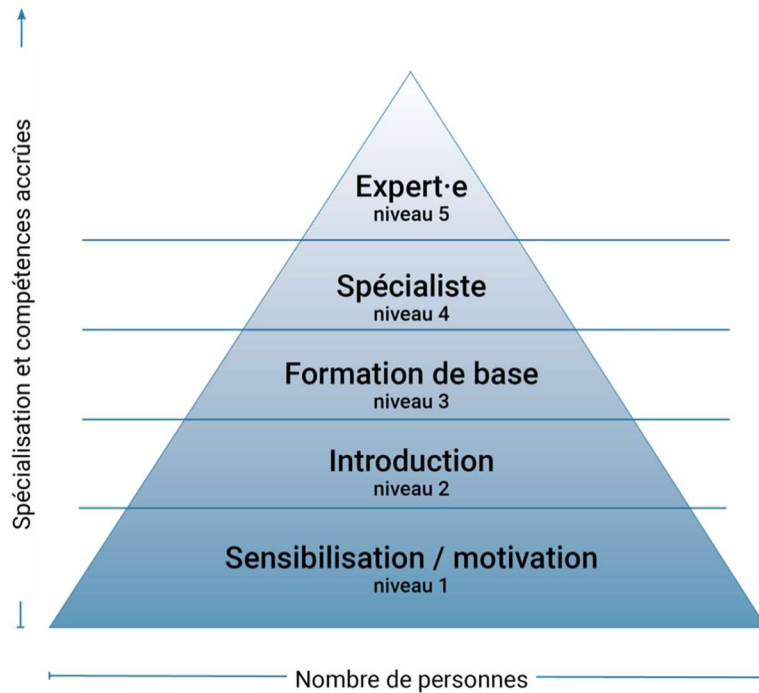 Spécialisation et compétences accrûes
Expert·e
niveau 5
Spécialiste
niveau 4
Formation de base
niveau 3
Introduction
niveau 2
Sensibilisation / motivation
niveau 1
Nombre de personnes